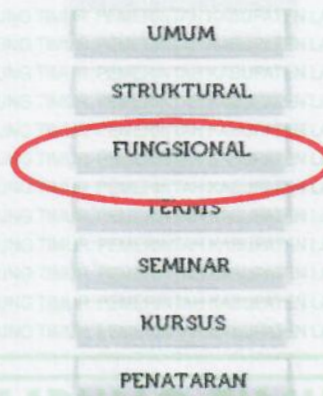 UMUM
STRUKTURAL
FUNGSIONAL
TEKNIS
SEMINAR
KURSUS
PENATARAN